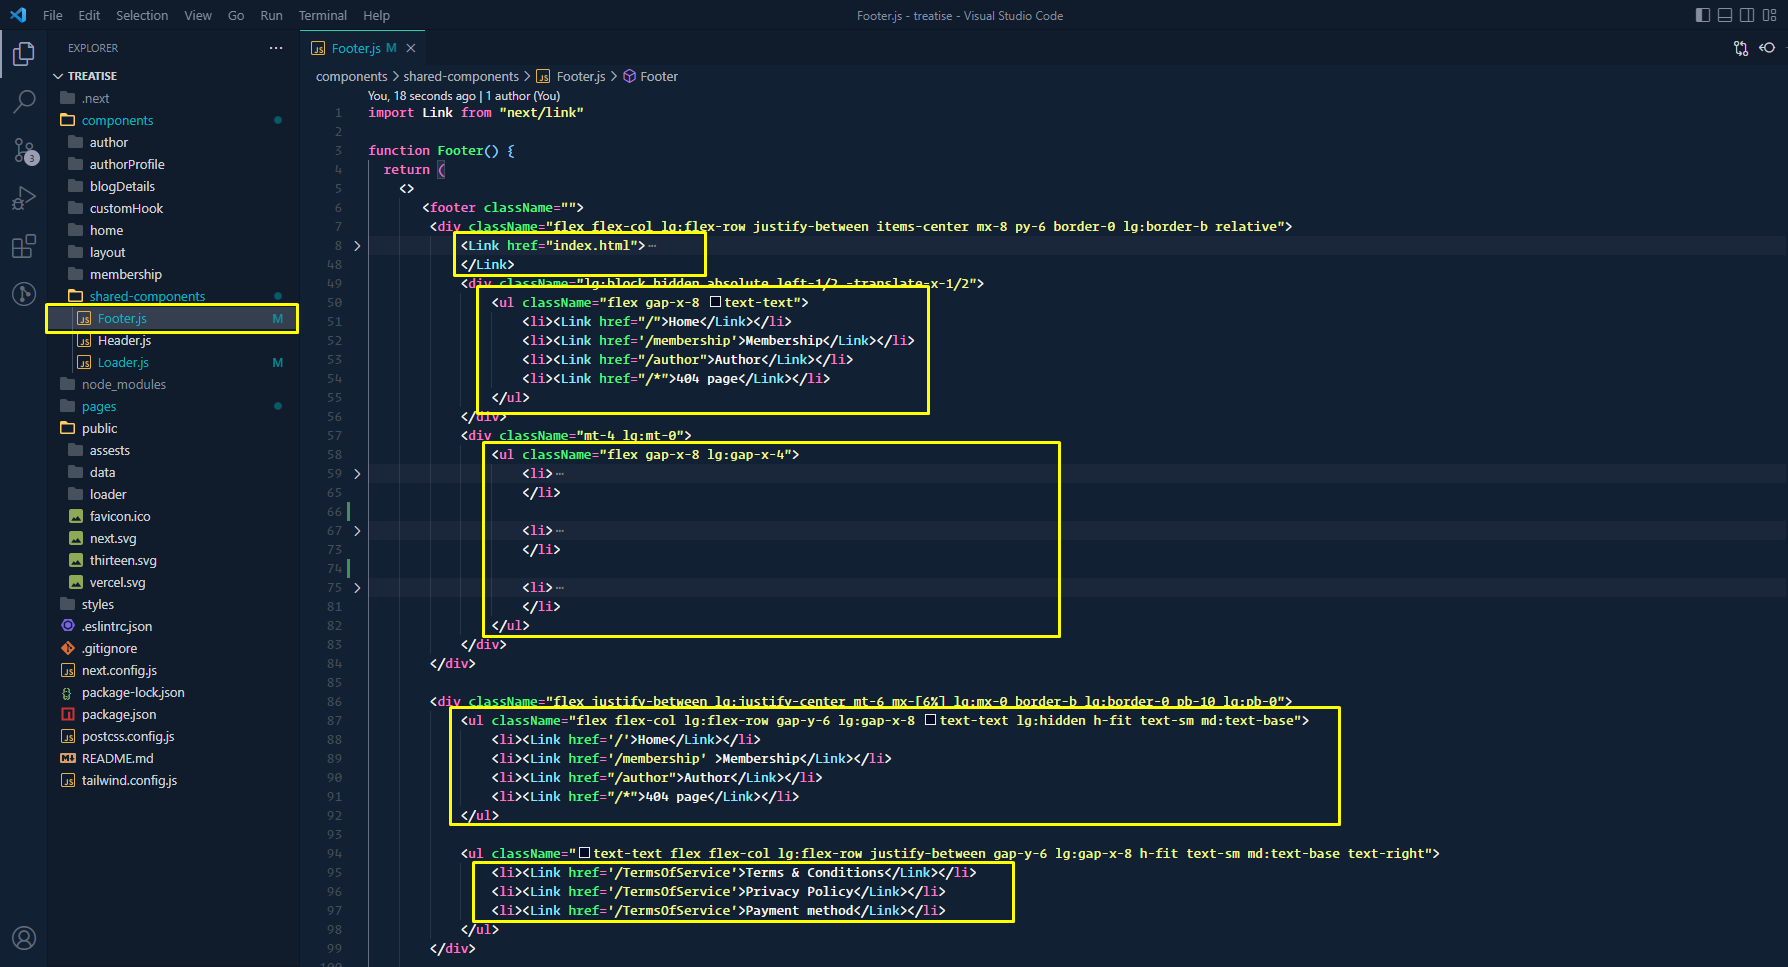 File Edit Selection View Go Run Terminal Help
Footer.js - treatise - Visual Studio Code
EXPLORER
TREATISE
.next
components
author
authorProfile
blogDetails
customHook
home
layout
membership
shared-components
Footer.js M
Header.js
Loader.js M
node_modules
pages
public
assests
data
loader
favicon.ico
next.svg
thirteen.svg
vercel.svg
styles
.eslintrc.json
.gitignore
next.config.js
package-lock.json
package.json
postcss.config.js
README.md
tailwind.config.js
3
Footer.js M
components > shared-components > Footer.js > Footer
You, 18 seconds ago | 1 author (You)
1 import Link from "next/link"
2
3 function Footer() {
4 return (
5 <>
6 <footer className="">
7 <div className="flex flex-col lg:flex-row justify-between items-center mx-8 py-6 border-0 lg:border-b relative">
8 <Link href="index.html">⋯
48 </Link>
49 <div className="lg:block hidden absolute left-1/2 -translate-x-1/2">
50 <ul className="flex gap-x-8 text-text">
51 <li><Link href="/">Home</Link></li>
52 <li><Link href='/membership'>Membership</Link></li>
53 <li><Link href="/author">Author</Link></li>
54 <li><Link href="/*">404 page</Link></li>
55 </ul>
56 </div>
57 <div className="mt-4 lg:mt-0">
58 <ul className="flex gap-x-8 lg:gap-x-4">
59 <li>⋯
65 </li>
66
67 <li>⋯
73 </li>
74
75 <li>⋯
81 </li>
82 </ul>
83 </div>
84 </div>
85
86 <div className="flex justify-between lg:justify-center mt-6 mx-[6%] lg:mx-0 border-b lg:border-0 pb-10 lg:pb-0">
87 <ul className="flex flex-col lg:flex-row gap-y-6 lg:gap-x-8 text-text lg:hidden h-fit text-sm md:text-base">
88 <li><Link href='/'>Home</Link></li>
89 <li><Link href='/membership' >Membership</Link></li>
90 <li><Link href="/author">Author</Link></li>
91 <li><Link href="/*">404 page</Link></li>
92 </ul>
93
94 <ul className="text-text flex flex-col lg:flex-row justify-between gap-y-6 lg:gap-x-8 h-fit text-sm md:text-base text-right">
95 <li><Link href='/TermsOfService'>Terms & Conditions</Link></li>
96 <li><Link href='/TermsOfService'>Privacy Policy</Link></li>
97 <li><Link href='/TermsOfService'>Payment method</Link></li>
98 </ul>
99 </div>
100